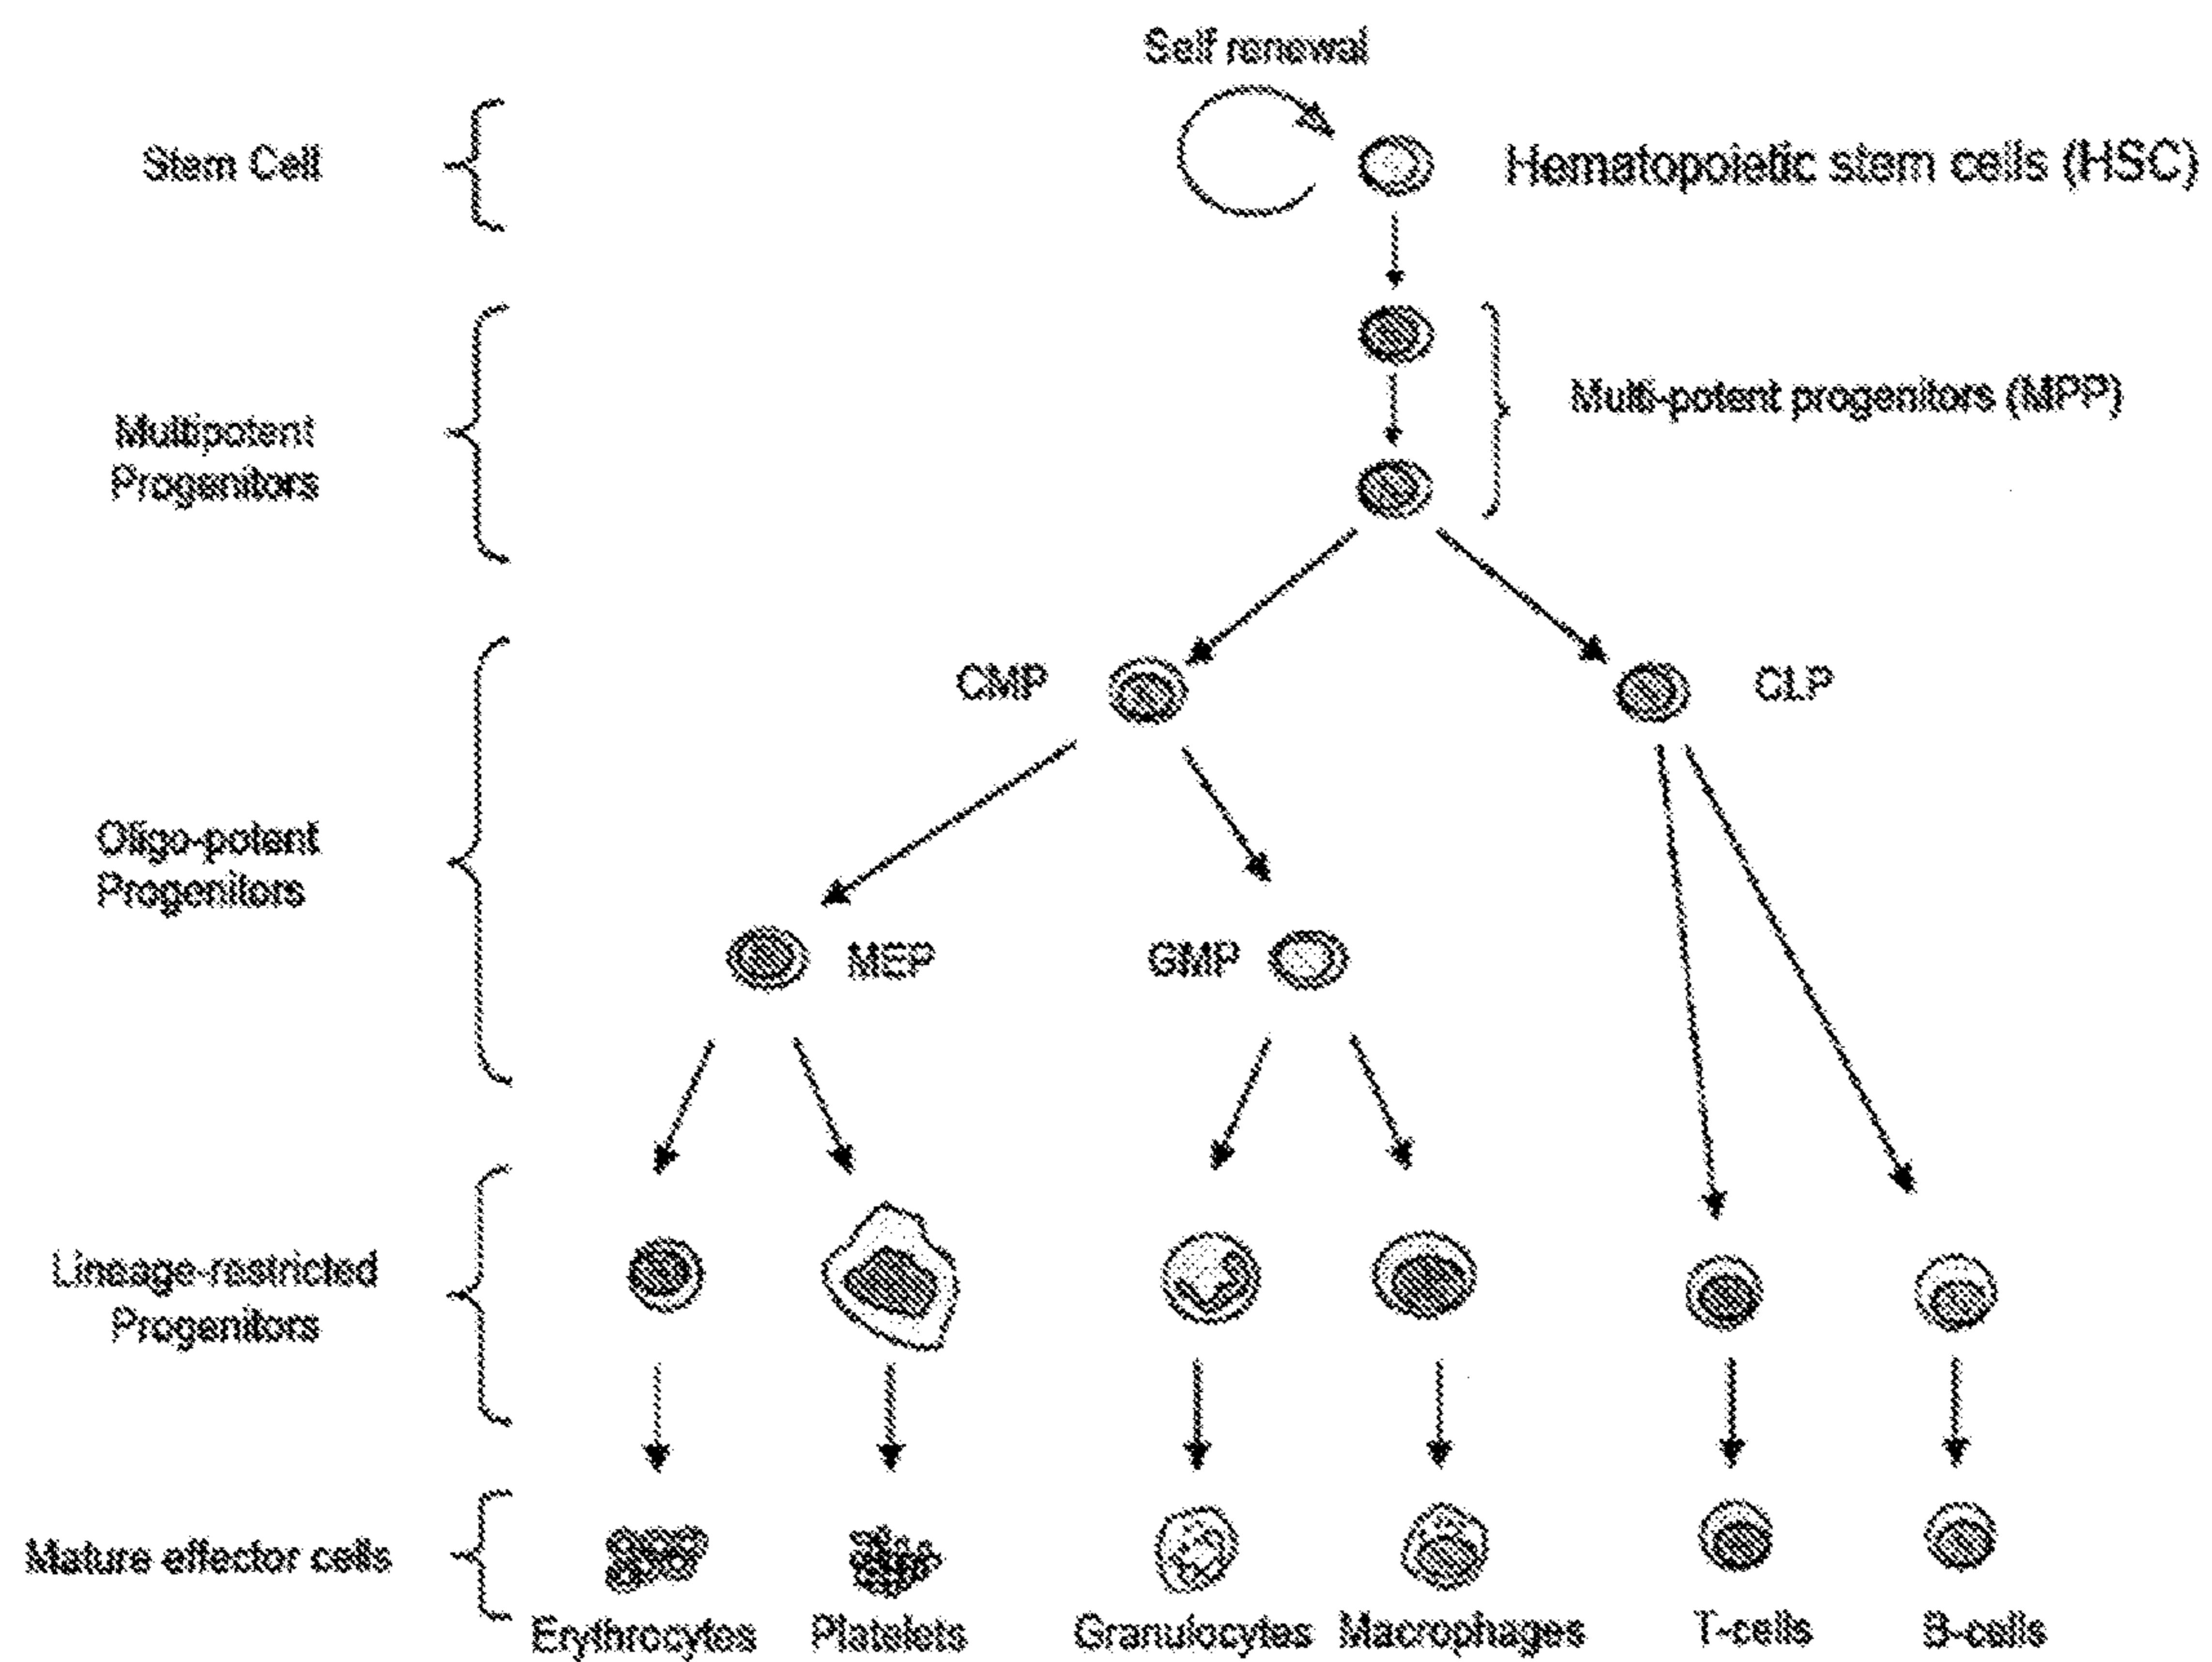 Self renewal
Stem Cell
Hematopoietic stem cells (HSC)
Multi-potent progenitors (MPP)
Multipotent
Progenitors
CMP
CLP
Oligo-potent
Progenitors
MEP
GMP
Lineage-restricted
Progenitors
Mature effector cells
Erythrocytes
Platelets
Granulocytes
Macrophages
T-cells
B-cells